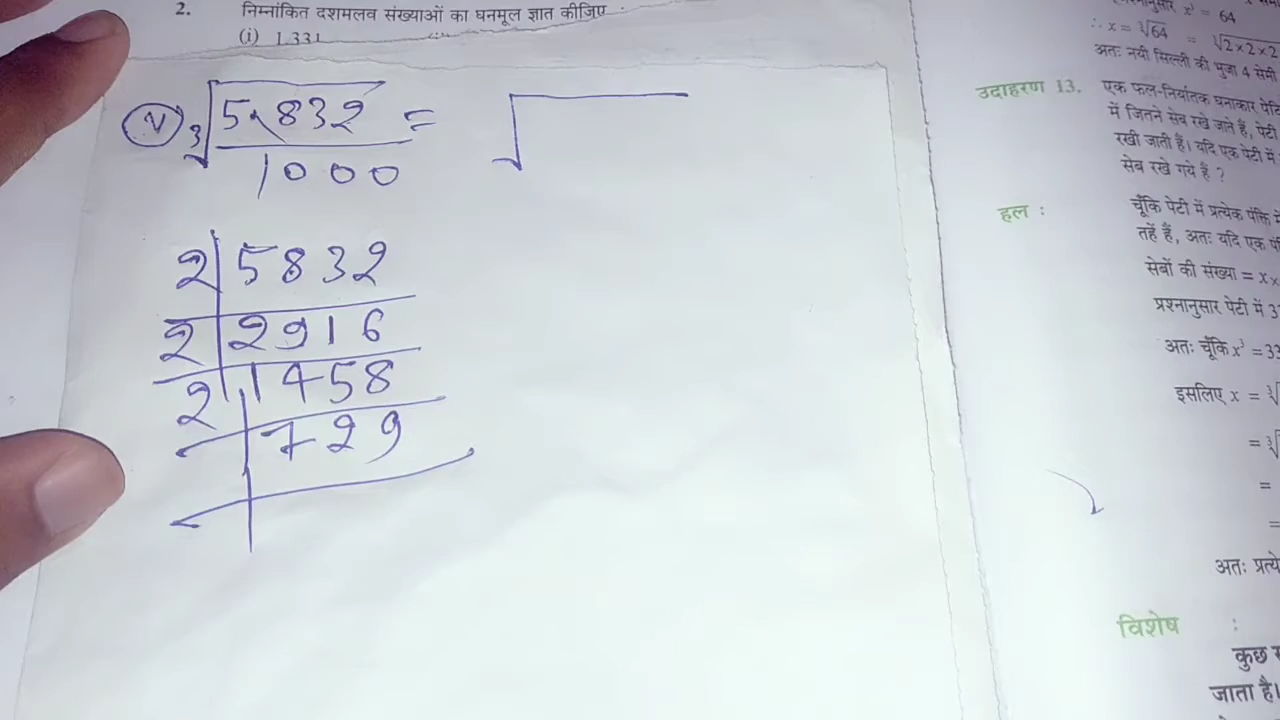 2. निम्नांकित दशमलव संख्याओं का घनमूल ज्ञात कीजिए :
(i) 1.331
V ∛5.832 =
1000
2 5832
2 2916
2 1458
729
x³ = 64
∴ x = ∛64 = ∛2×2×2
अतः नयी सिल्ली की भुजा 4 सेमी
उदाहरण 13. एक फल-निर्यातक घनाकार पेटि
में जितने सेब रखे जाते हैं, पेटी
रखी जाती हैं। यदि एक पेटी में
सेब रखे गये हैं ?
हल : चूँकि पेटी में प्रत्येक पंक्ति में
तहें हैं, अतः यदि एक पं
सेबों की संख्या = x×
प्रश्नानुसार पेटी में 3
अतः चूँकि x³ = 33
इसलिए x = ∛
= ∛
=
=
अतः प्रत्ये
विशेष :
कुछ स
जाता है।